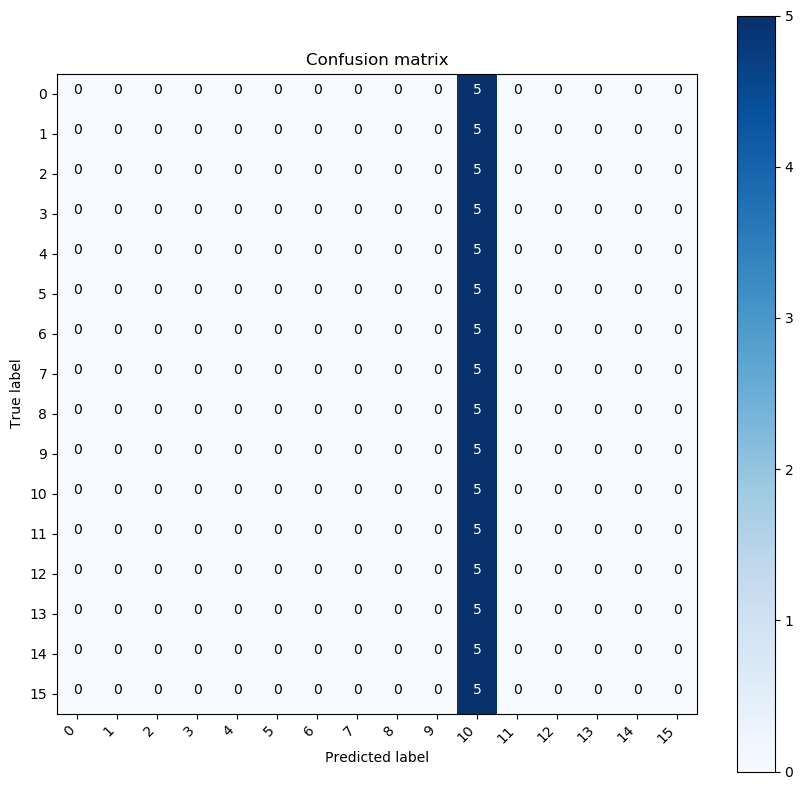 Confusion matrix
0 0 0 0 0 0 0 0 0 0 0 5 0 0 0 0 0
1 0 0 0 0 0 0 0 0 0 0 5 0 0 0 0 0
2 0 0 0 0 0 0 0 0 0 0 5 0 0 0 0 0
3 0 0 0 0 0 0 0 0 0 0 5 0 0 0 0 0
4 0 0 0 0 0 0 0 0 0 0 5 0 0 0 0 0
5 0 0 0 0 0 0 0 0 0 0 5 0 0 0 0 0
6 0 0 0 0 0 0 0 0 0 0 5 0 0 0 0 0
7 0 0 0 0 0 0 0 0 0 0 5 0 0 0 0 0
8 0 0 0 0 0 0 0 0 0 0 5 0 0 0 0 0
9 0 0 0 0 0 0 0 0 0 0 5 0 0 0 0 0
10 0 0 0 0 0 0 0 0 0 0 5 0 0 0 0 0
11 0 0 0 0 0 0 0 0 0 0 5 0 0 0 0 0
12 0 0 0 0 0 0 0 0 0 0 5 0 0 0 0 0
13 0 0 0 0 0 0 0 0 0 0 5 0 0 0 0 0
14 0 0 0 0 0 0 0 0 0 0 5 0 0 0 0 0
15 0 0 0 0 0 0 0 0 0 0 5 0 0 0 0 0
0 1 2 3 4 5 6 7 8 9 10 11 12 13 14 15
Predicted label
True label
5
4
3
2
1
0